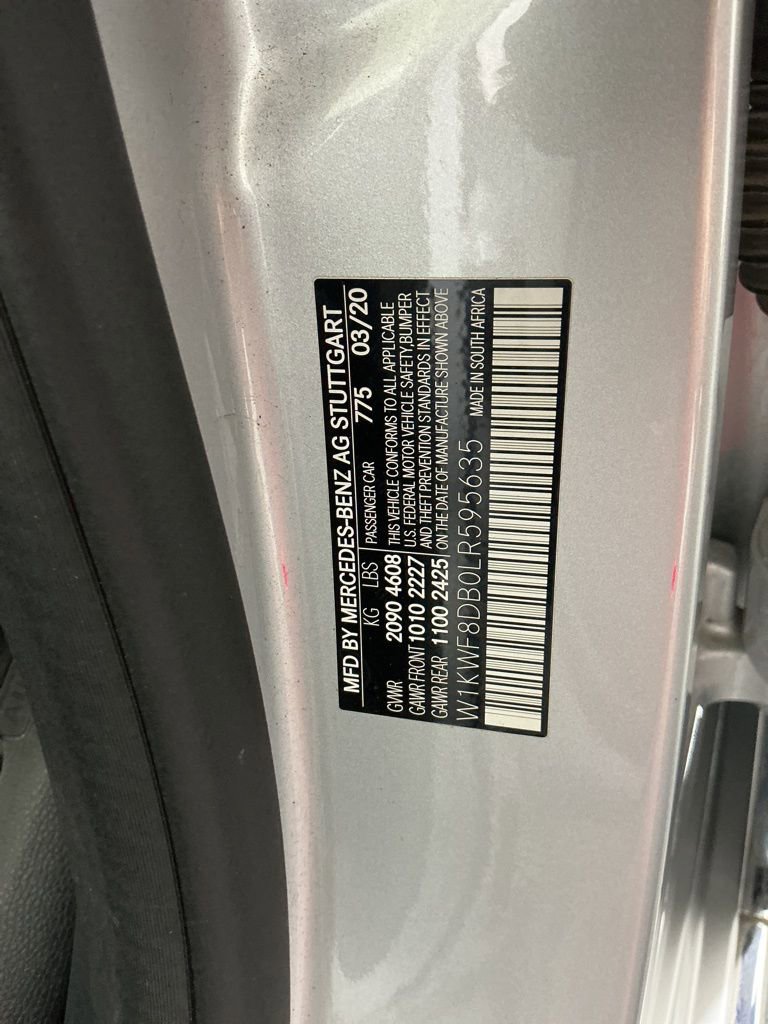 MFD BY MERCEDES-BENZ AG STUTTGART
KG LBS PASSENGER CAR 775 03/20
GVWR 2090 4608 THIS VEHICLE CONFORMS TO ALL APPLICABLE
GAWR FRONT 1010 2227 U.S. FEDERAL MOTOR VEHICLE SAFETY, BUMPER
GAWR REAR 1100 2425 AND THEFT PREVENTION STANDARDS IN EFFECT
ON THE DATE OF MANUFACTURE SHOWN ABOVE
W1KWF8DB0LR595635 MADE IN SOUTH AFRICA